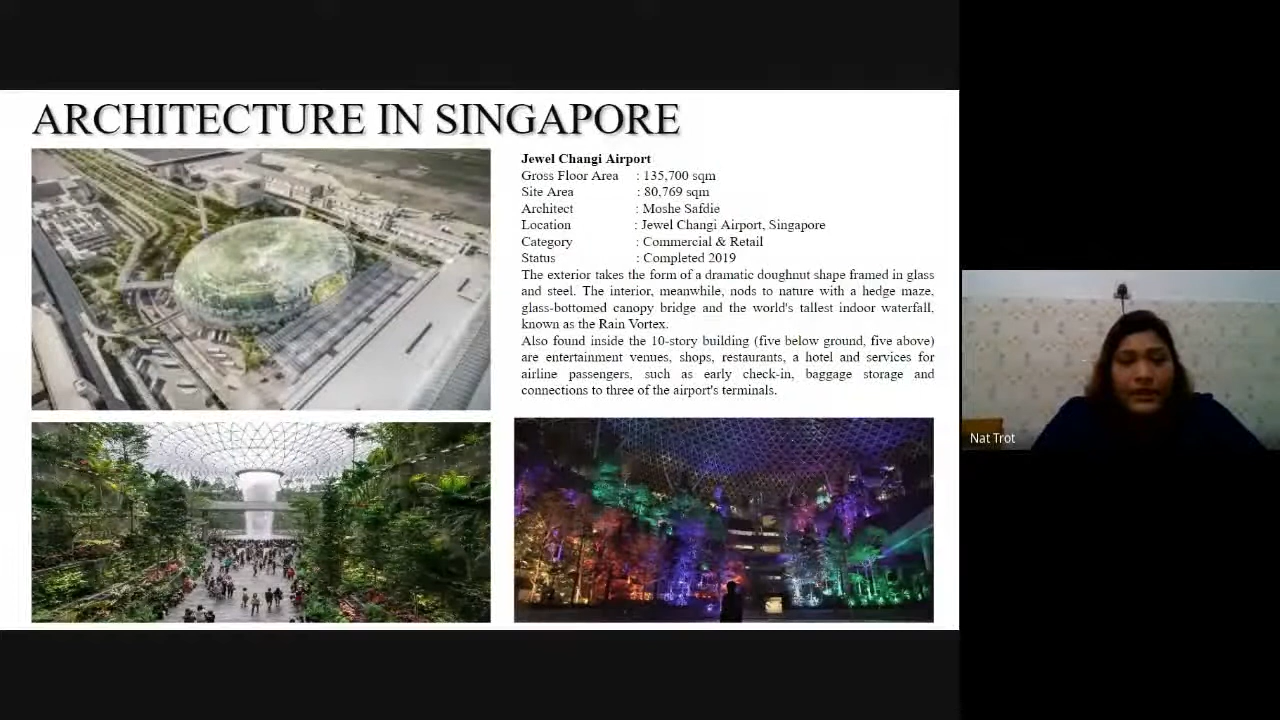 ARCHITECTURE IN SINGAPORE
Jewel Changi Airport
Gross Floor Area : 135,700 sqm
Site Area : 80,769 sqm
Architect : Moshe Safdie
Location : Jewel Changi Airport, Singapore
Category : Commercial & Retail
Status : Completed 2019
The exterior takes the form of a dramatic doughnut shape framed in glass
and steel. The interior, meanwhile, nods to nature with a hedge maze,
glass-bottomed canopy bridge and the world's tallest indoor waterfall,
known as the Rain Vortex.
Also found inside the 10-story building (five below ground, five above)
are entertainment venues, shops, restaurants, a hotel and services for
airline passengers, such as early check-in, baggage storage and
connections to three of the airport's terminals.
Nat Trot